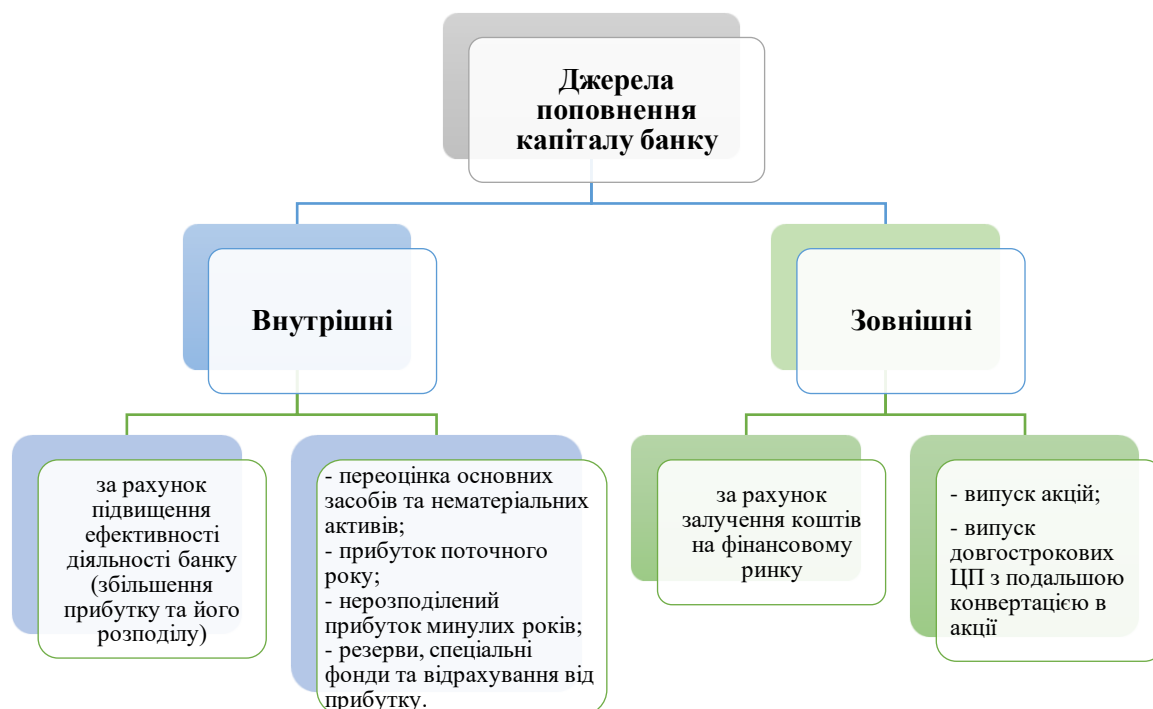 Джерела
поповнення
капіталу банку
Внутрішні
Зовнішні
за рахунок
підвищення
ефективності
діяльності банку
(збільшення
прибутку та його
розподілу)
- переоцінка основних
засобів та нематеріальних
активів;
- прибуток поточного
року;
- нерозподілений
прибуток минулих років;
- резерви, спеціальні
фонди та відрахування від
прибутку.
за рахунок
залучення коштів
на фінансовому
ринку
- випуск акцій;
- випуск
довгострокових
ЦП з подальшою
конвертацією в
акції